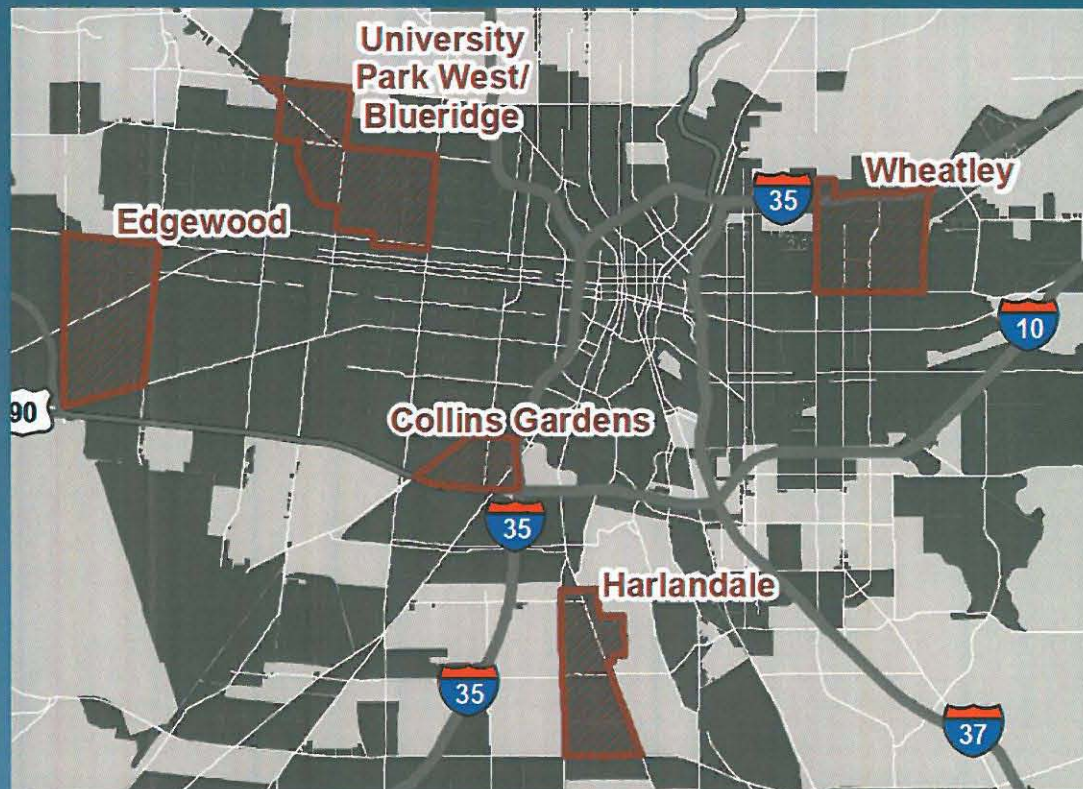 University
Park West/
Blueridge
Wheatley
35
Edgewood
10
90
Collins Gardens
35
Harlandale
35
37